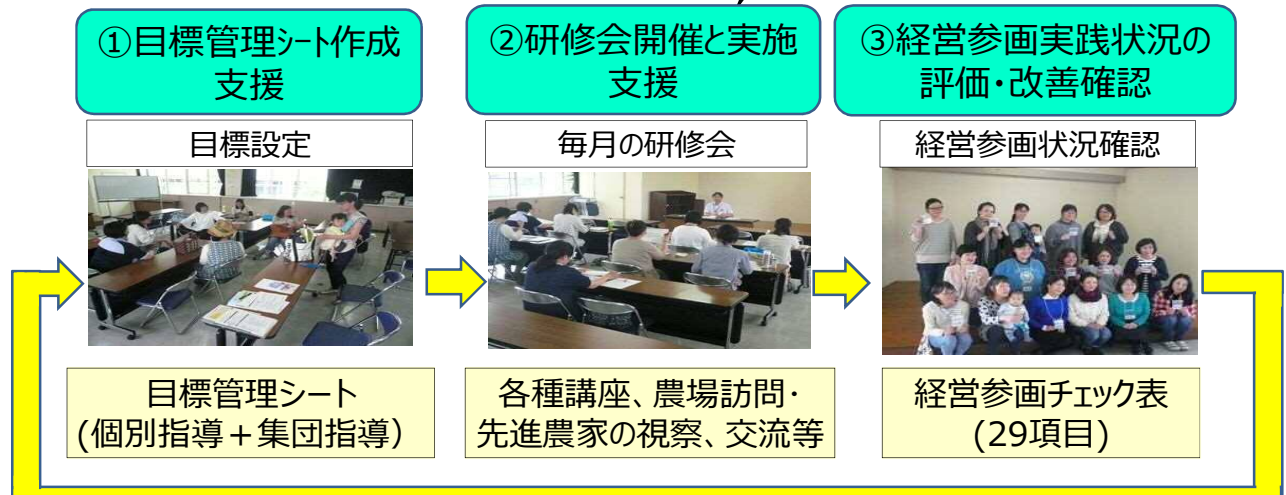 ①目標管理シート作成
支援
②研修会開催と実施
支援
③経営参画実践状況の
評価・改善確認
目標設定
毎月の研修会
経営参画状況確認
目標管理シート
(個別指導＋集団指導）
各種講座、農場訪問・
先進農家の視察、交流等
経営参画チェック表
(29項目)